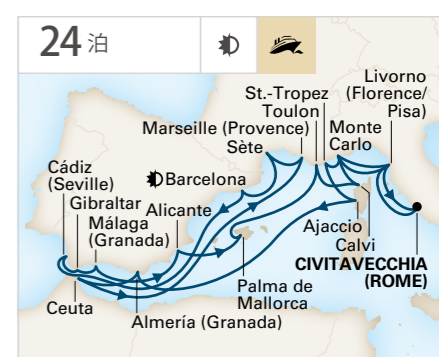 24 泊
Livorno
(Florence/
Pisa)
St.-Tropez
Toulon
Monte
Carlo
Marseille (Provence)
Sète
Cádiz
(Seville)
Barcelona
Gibraltar
Alicante
Málaga
(Granada)
Ajaccio
Calvi
CIVITAVECCHIA
(ROME)
Palma de
Mallorca
Ceuta
Almería (Granada)